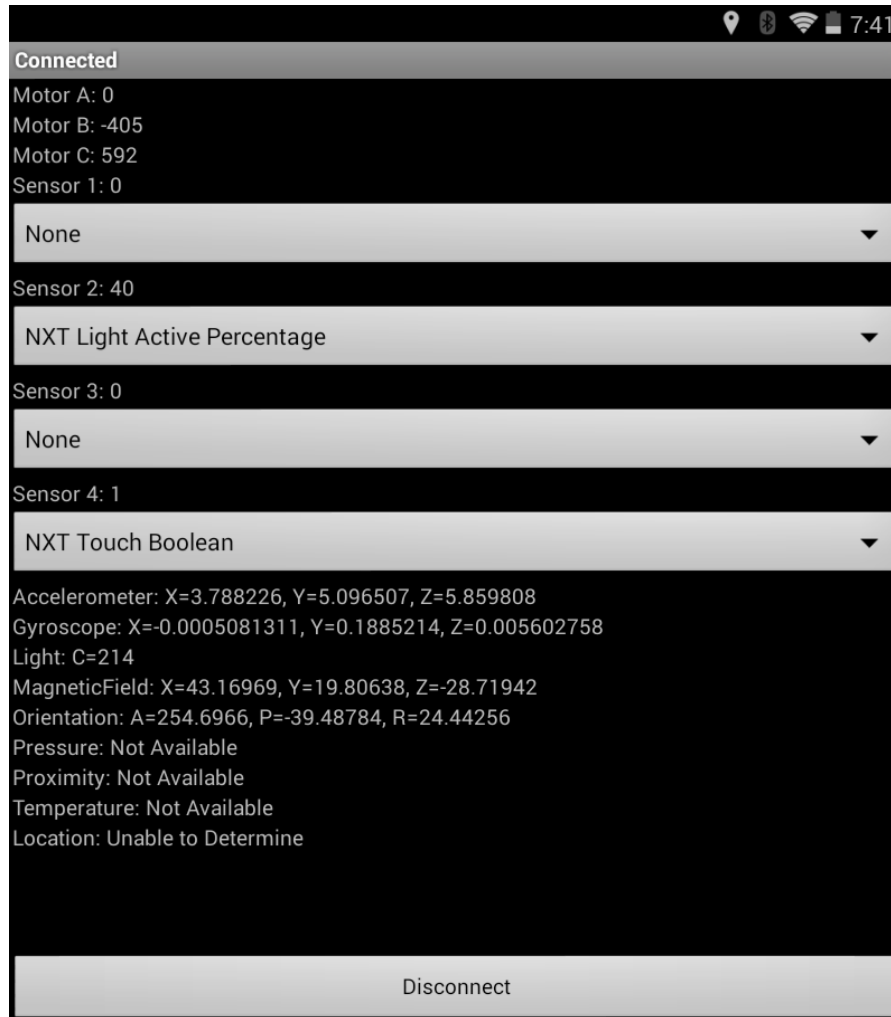 7:41
Connected
Motor A: 0
Motor B: -405
Motor C: 592
Sensor 1: 0
None
Sensor 2: 40
NXT Light Active Percentage
Sensor 3: 0
None
Sensor 4: 1
NXT Touch Boolean
Accelerometer: X=3.788226, Y=5.096507, Z=5.859808
Gyroscope: X=-0.0005081311, Y=0.1885214, Z=0.005602758
Light: C=214
MagneticField: X=43.16969, Y=19.80638, Z=-28.71942
Orientation: A=254.6966, P=-39.48784, R=24.44256
Pressure: Not Available
Proximity: Not Available
Temperature: Not Available
Location: Unable to Determine
Disconnect